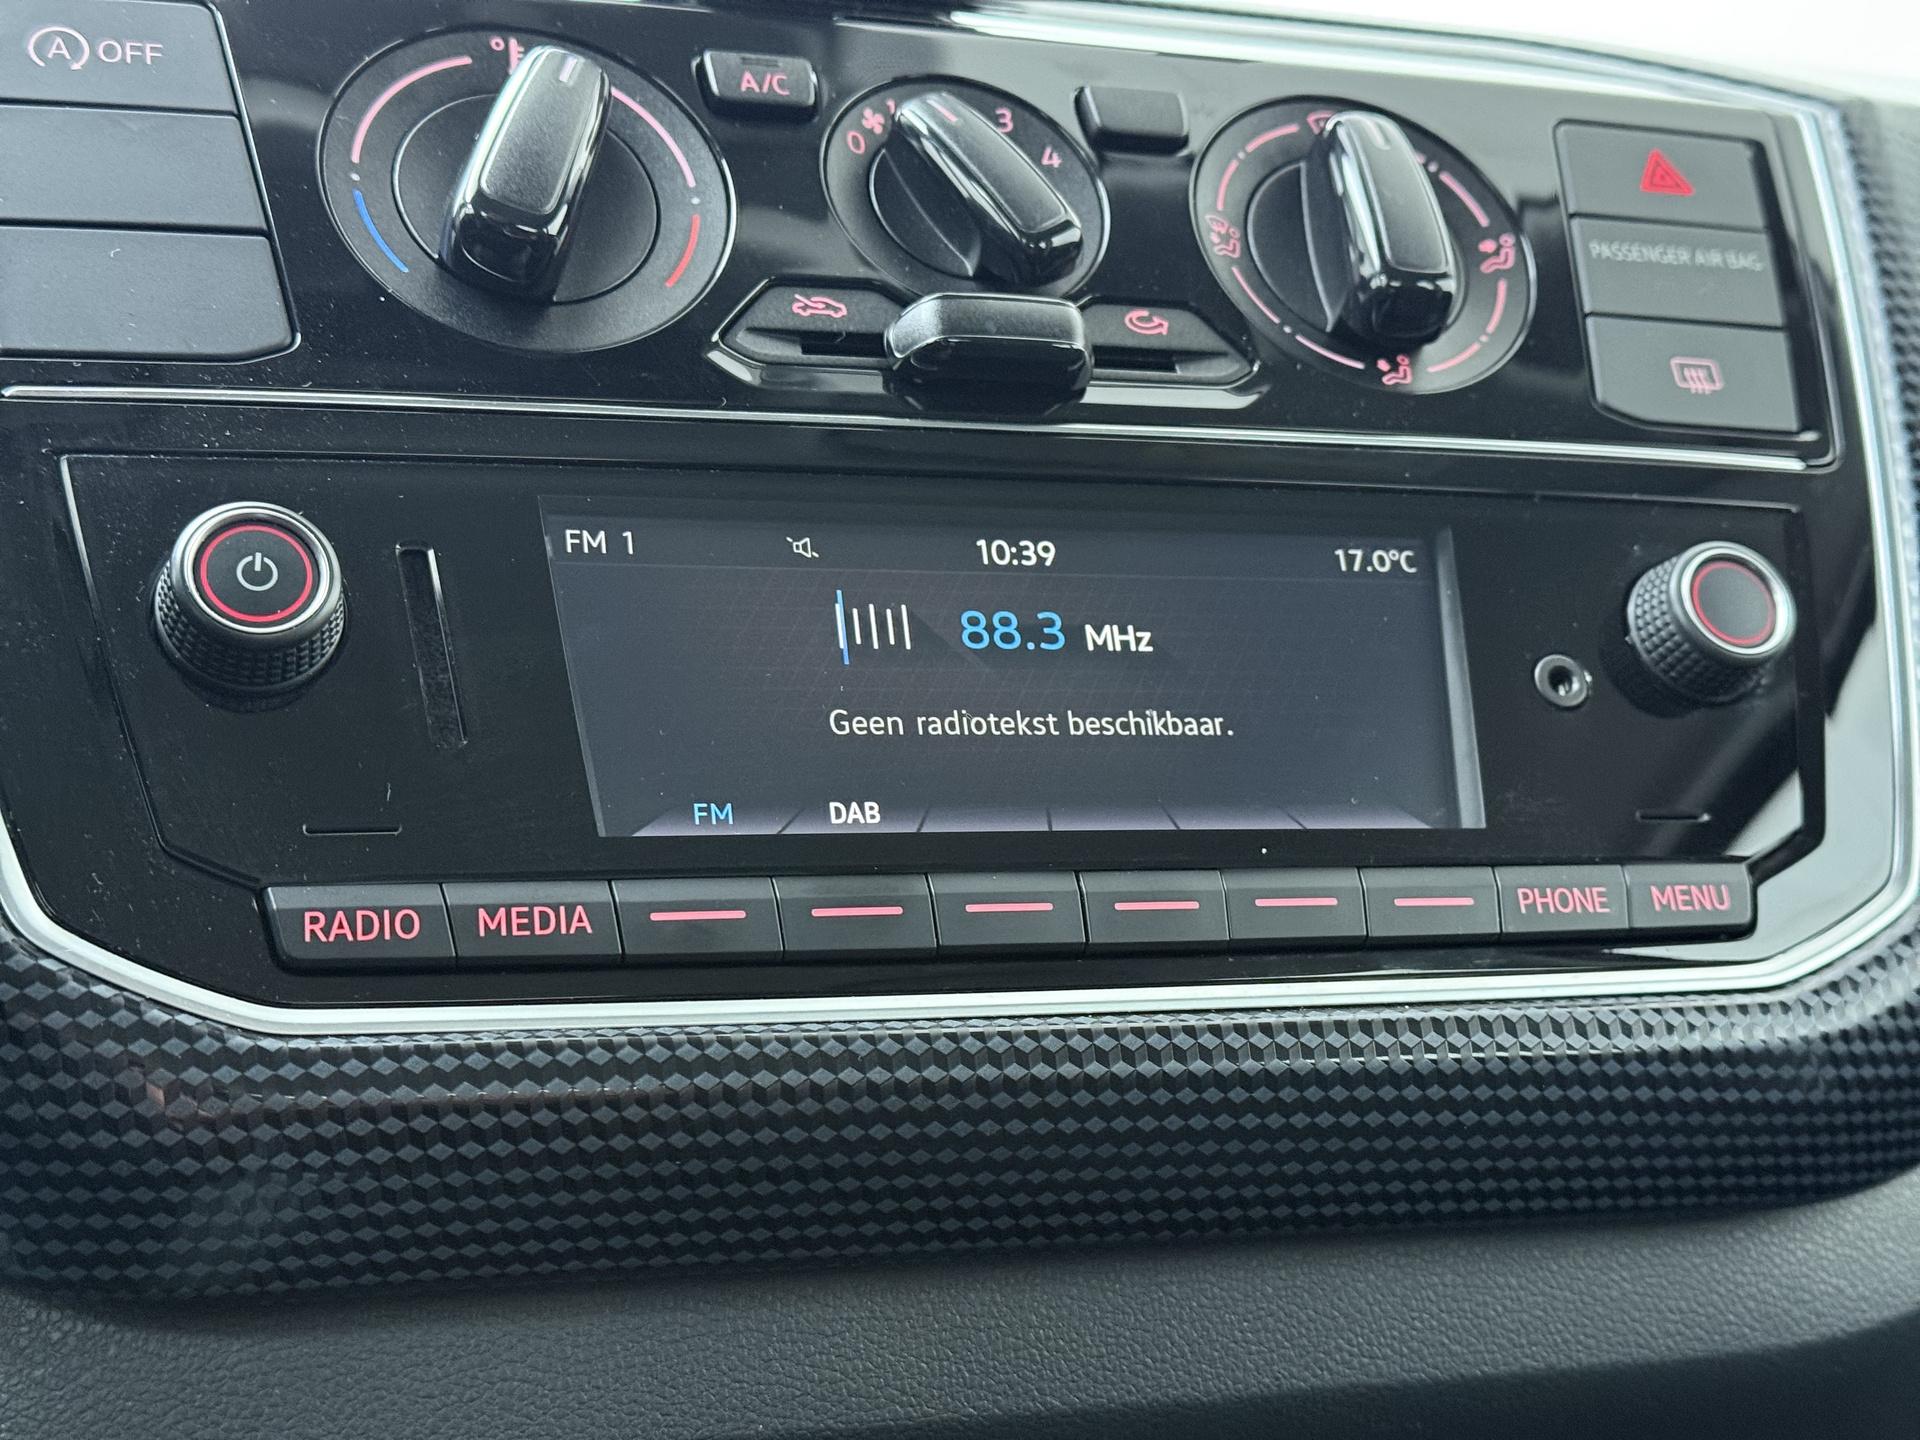 A OFF
A/C
0 1 3
4
PASSENGER AIR BAG
FM 1 10:39 17.0°C
88.3 MHz
Geen radiotekst beschikbaar.
FM DAB
RADIO MEDIA PHONE MENU